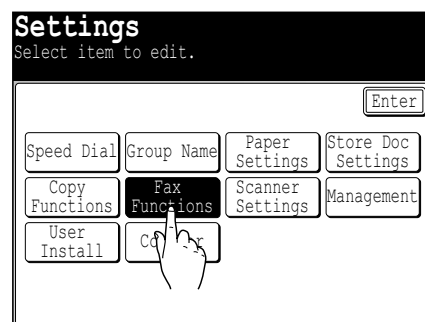 Settings
Select item to edit.
Enter
Speed Dial
Group Name
Paper
Settings
Store Doc
Settings
Copy
Functions
Fax
Functions
Scanner
Settings
Management
User
Install